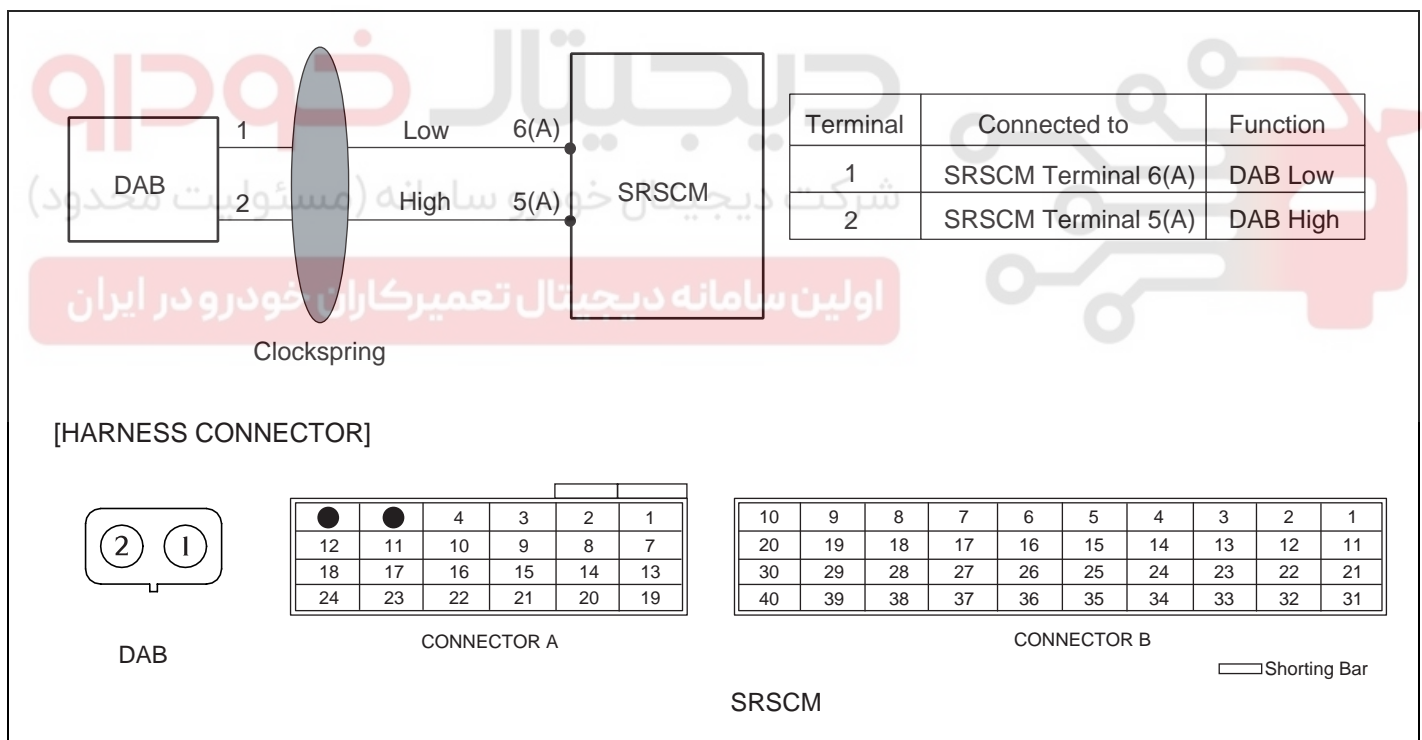 دیجیتال خودرو
شرکت دیجیتال خودرو سامانه (مسئولیت محدود)
اولین سامانه دیجیتال تعمیرکاران خودرو در ایران
DAB
1
2
Low
High
6(A)
5(A)
SRSCM
Clockspring
Terminal Connected to Function
1 SRSCM Terminal 6(A) DAB Low
2 SRSCM Terminal 5(A) DAB High
[HARNESS CONNECTOR]
2 1
DAB
4 3 2 1
12 11 10 9 8 7
18 17 16 15 14 13
24 23 22 21 20 19
CONNECTOR A
10 9 8 7 6 5 4 3 2 1
20 19 18 17 16 15 14 13 12 11
30 29 28 27 26 25 24 23 22 21
40 39 38 37 36 35 34 33 32 31
CONNECTOR B
Shorting Bar
SRSCM